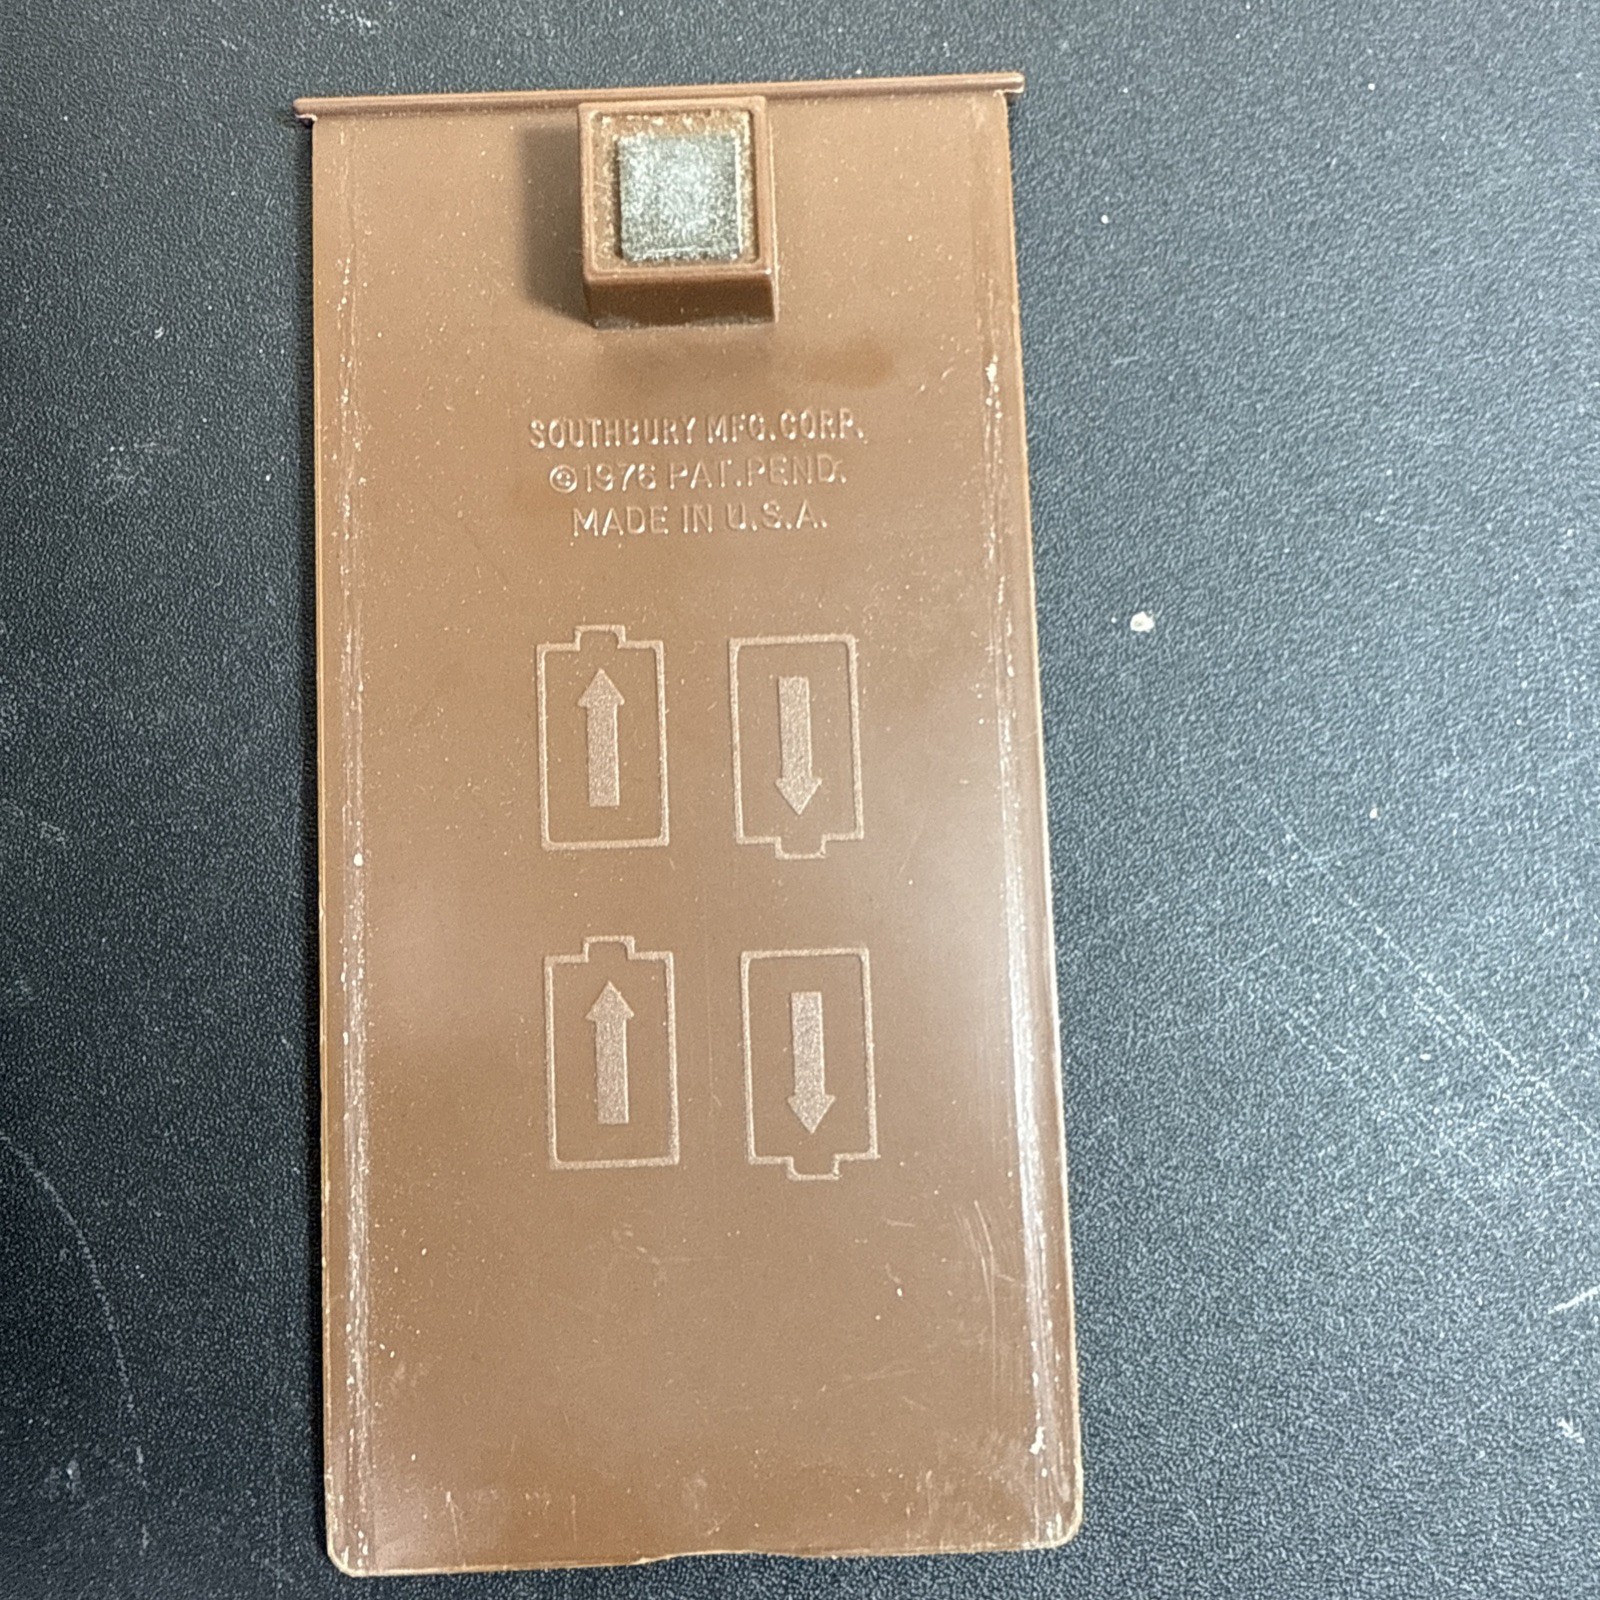 SOUTHBURY MFG. CORP.
©1976 PAT. PEND.
MADE IN U.S.A.